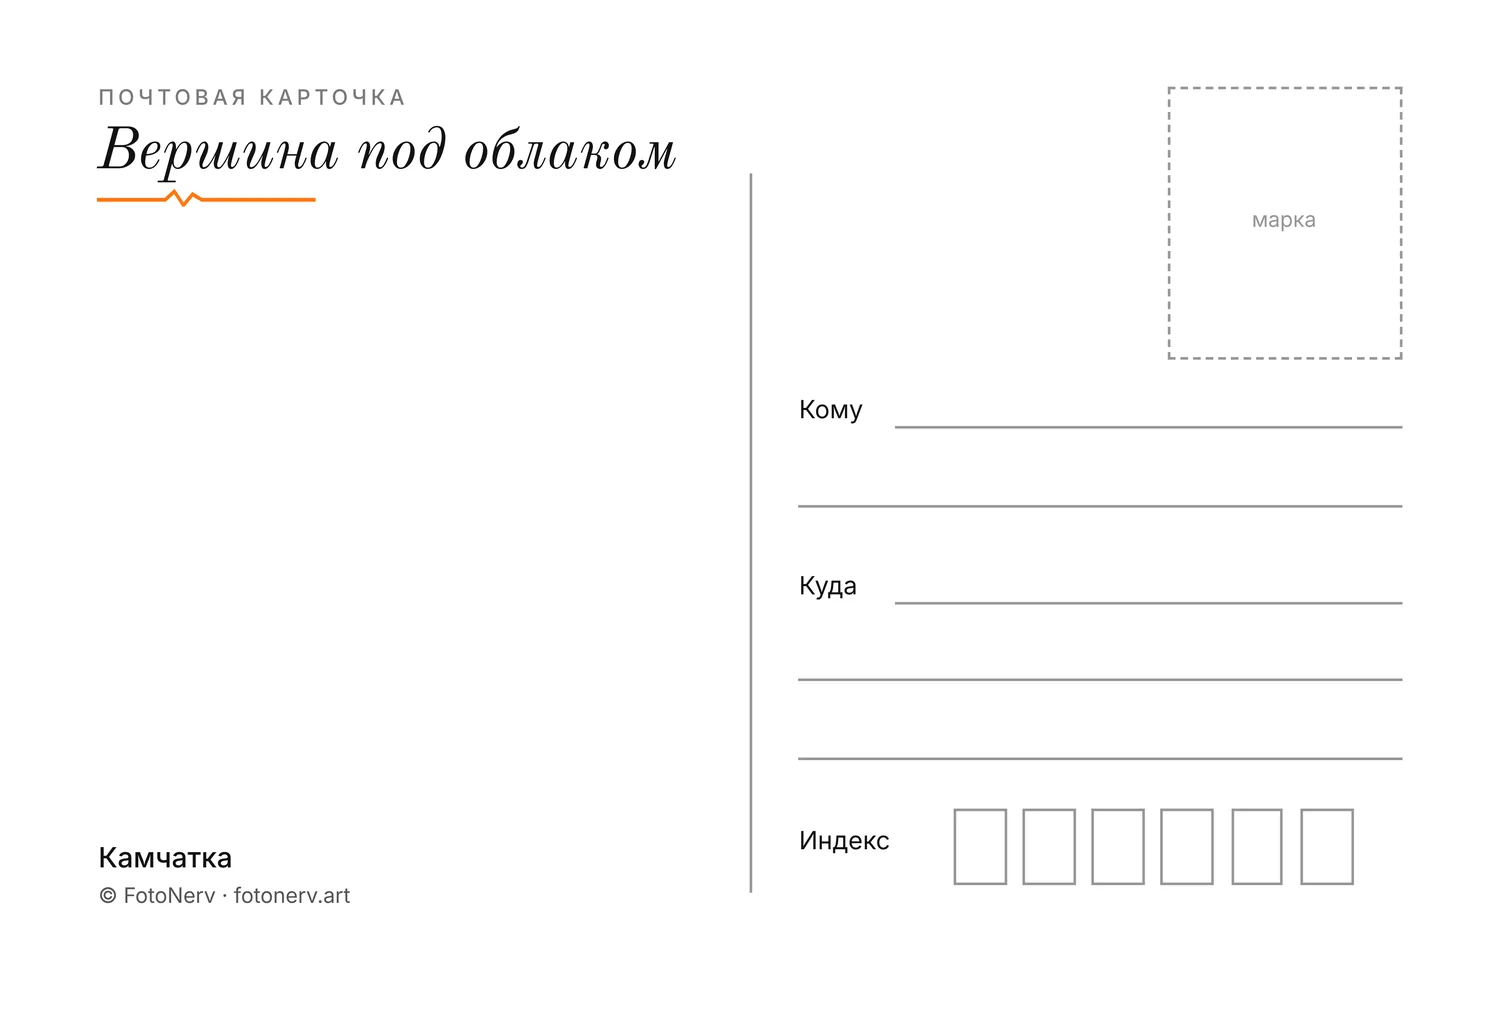 ПОЧТОВАЯ КАРТОЧКА
Вершина под облаком
марка
Кому
Куда
Индекс
Камчатка
© FotoNerv · fotonerv.art